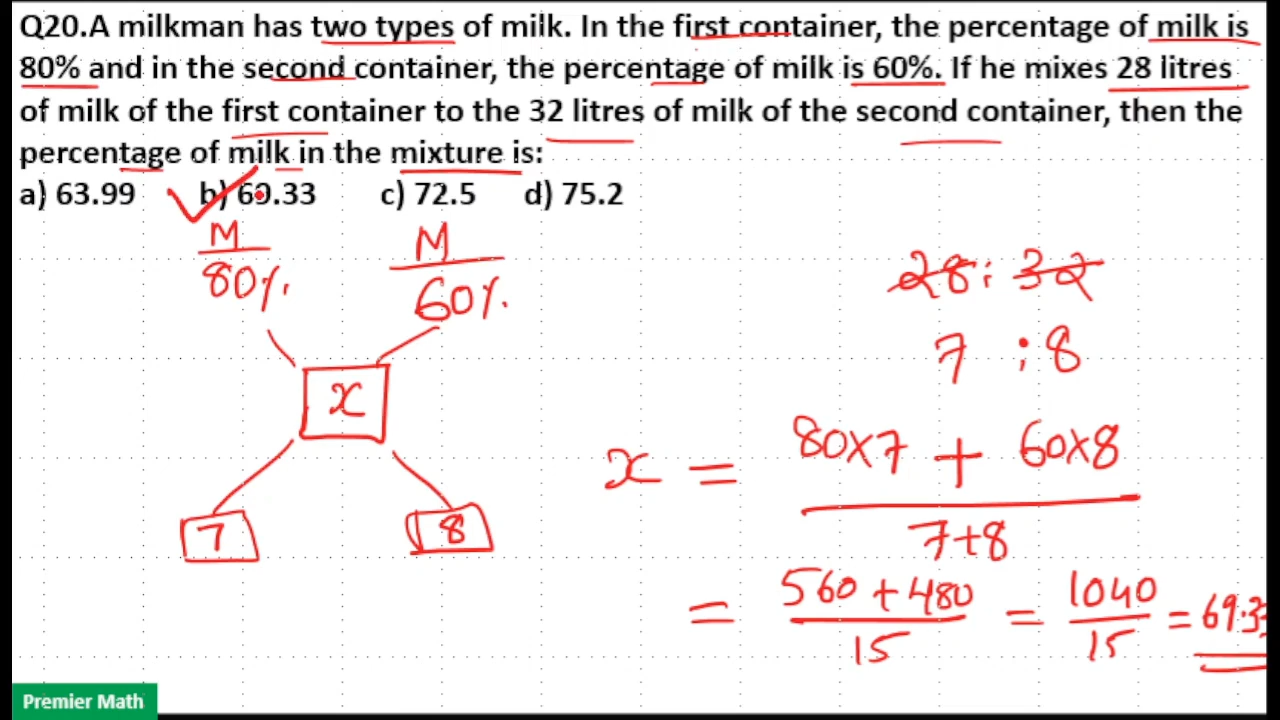 Q20.A milkman has two types of milk. In the first container, the percentage of milk is
80% and in the second container, the percentage of milk is 60%. If he mixes 28 litres
of milk of the first container to the 32 litres of milk of the second container, then the
percentage of milk in the mixture is:
a) 63.99 b) 69.33 c) 72.5 d) 75.2
M M
80% 60%
x
7 8
28 : 32
7 : 8
x = 80×7 + 60×8
7+8
= 560 + 480 = 1040 = 69.33
15 15
Premier Math